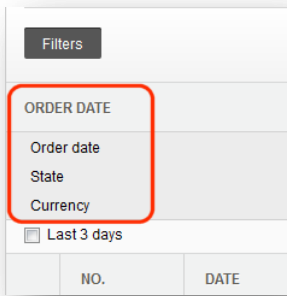 Filters
ORDER DATE
Order date
State
Currency
Last 3 days
NO. DATE